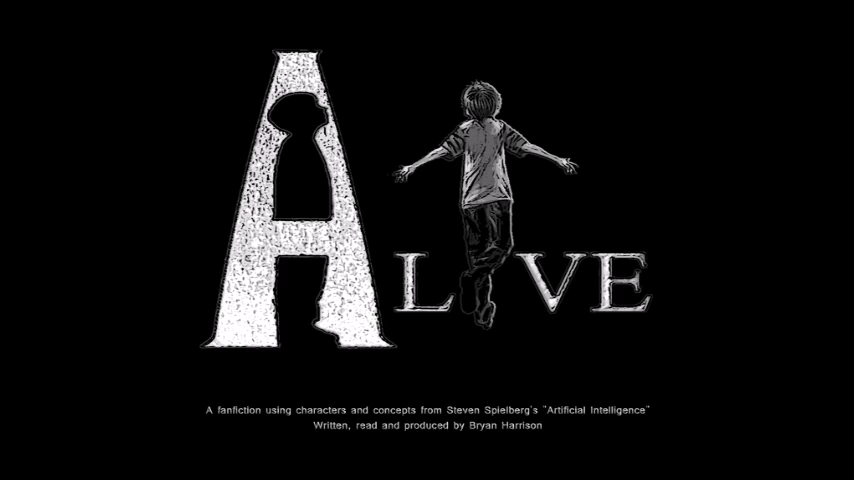 ALIVE
A fanfiction using characters and concepts from Steven Spielberg's "Artificial Intelligence"
Written, read and produced by Bryan Harrison